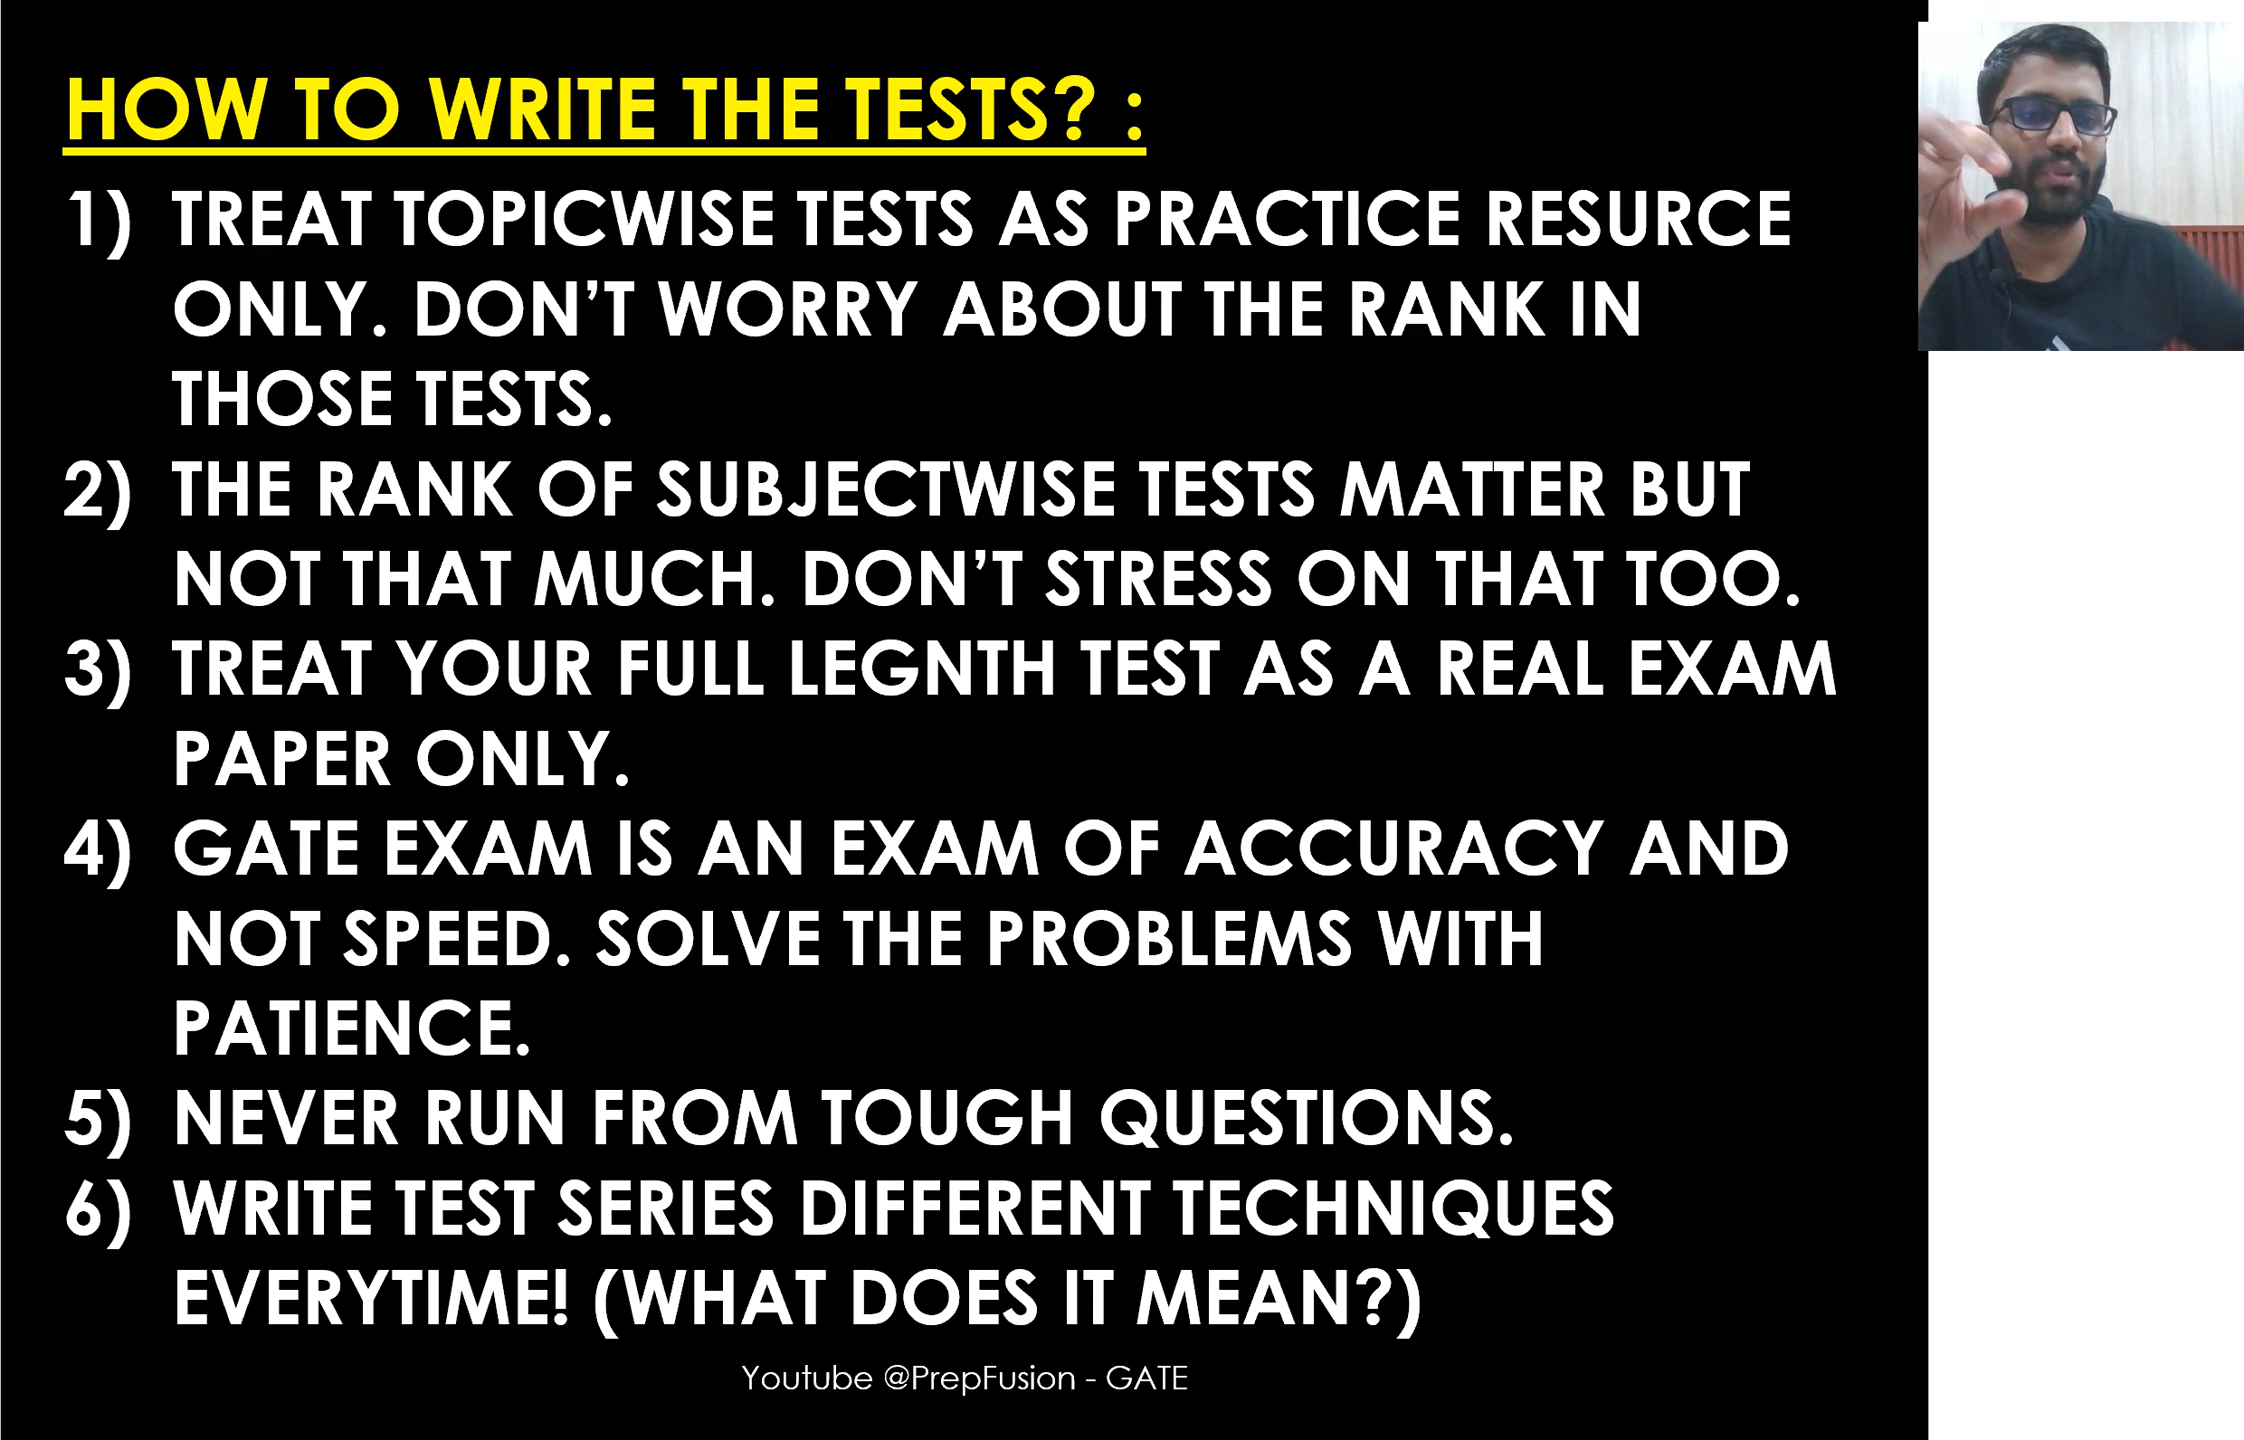 HOW TO WRITE THE TESTS? :
1) TREAT TOPICWISE TESTS AS PRACTICE RESURCE
ONLY. DON'T WORRY ABOUT THE RANK IN
THOSE TESTS.
2) THE RANK OF SUBJECTWISE TESTS MATTER BUT
NOT THAT MUCH. DON'T STRESS ON THAT TOO.
3) TREAT YOUR FULL LEGNTH TEST AS A REAL EXAM
PAPER ONLY.
4) GATE EXAM IS AN EXAM OF ACCURACY AND
NOT SPEED. SOLVE THE PROBLEMS WITH
PATIENCE.
5) NEVER RUN FROM TOUGH QUESTIONS.
6) WRITE TEST SERIES DIFFERENT TECHNIQUES
EVERYTIME! (WHAT DOES IT MEAN?)
Youtube @PrepFusion - GATE